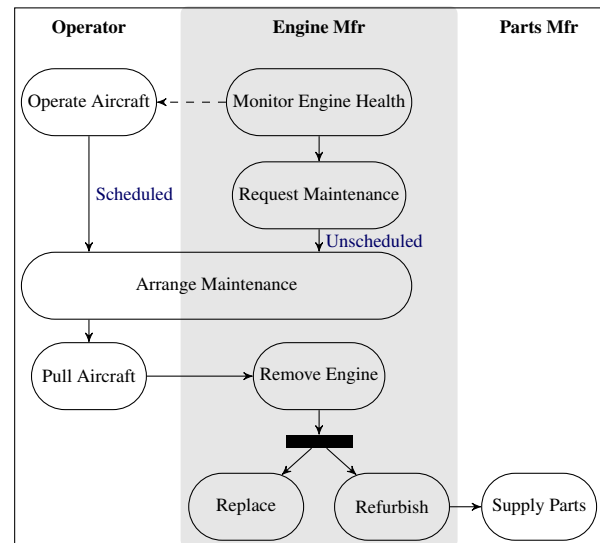 Operator
Engine Mfr
Parts Mfr
Operate Aircraft
Monitor Engine Health
Scheduled
Request Maintenance
Unscheduled
Arrange Maintenance
Pull Aircraft
Remove Engine
Replace
Refurbish
Supply Parts